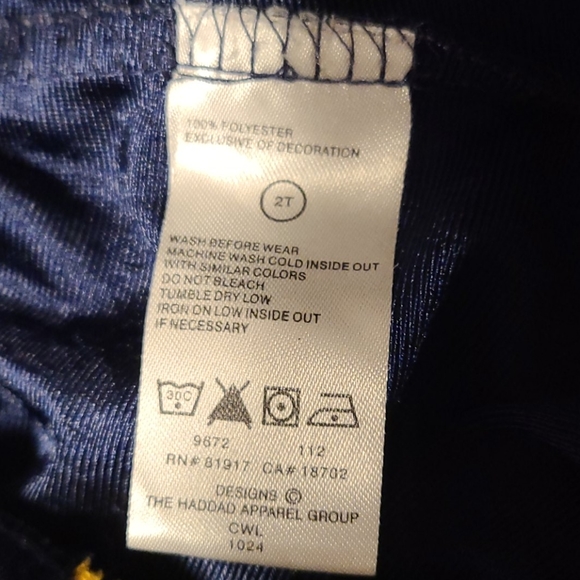 100% POLYESTER
EXCLUSIVE OF DECORATION
2T
WASH BEFORE WEAR
MACHINE WASH COLD INSIDE OUT
WITH SIMILAR COLORS
DO NOT BLEACH
TUMBLE DRY LOW
IRON ON LOW INSIDE OUT
IF NECESSARY
30C
9672 112
RN# 61917 CA# 18702
DESIGNS ©
THE HADDAD APPAREL GROUP
CWL
1024